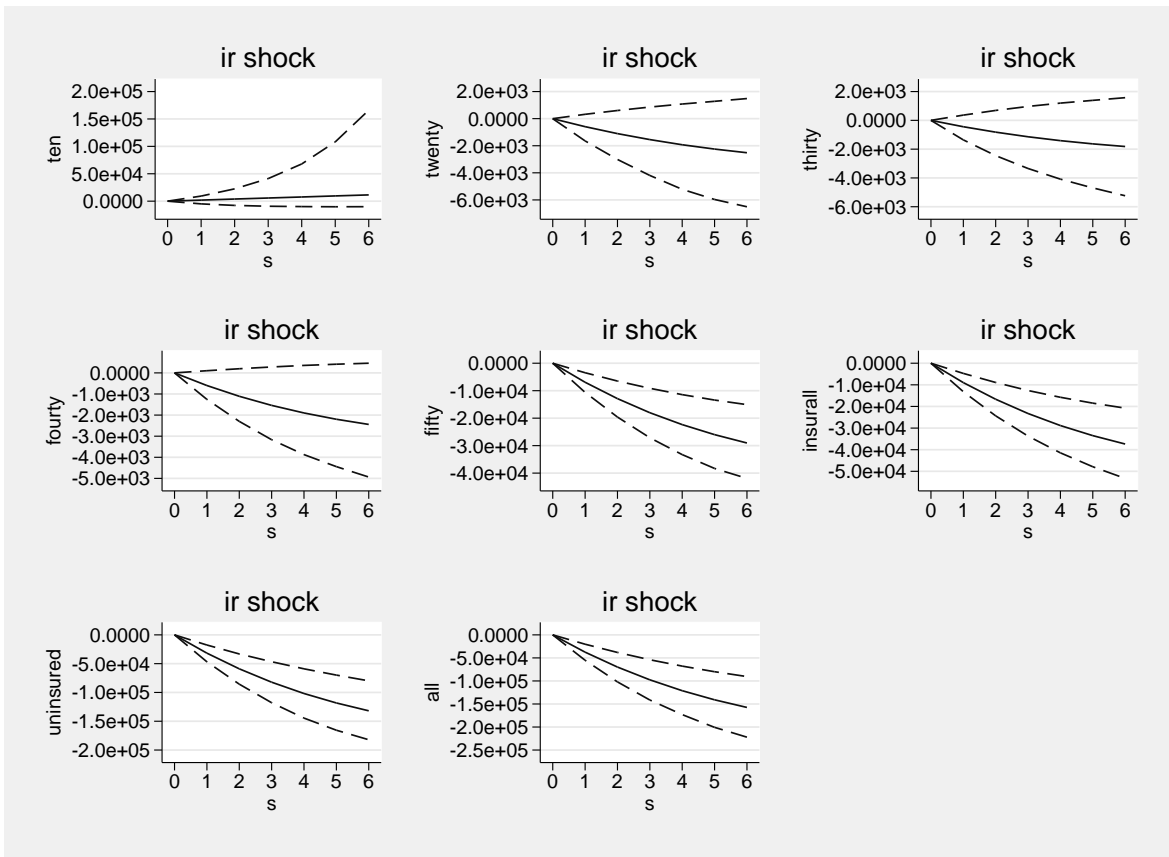 ir shock
2.0e+05
1.5e+05
1.0e+05
5.0e+04
0.0000
ten
0 1 2 3 4 5 6
s
ir shock
2.0e+03
0.0000
-2.0e+03
-4.0e+03
-6.0e+03
twenty
0 1 2 3 4 5 6
s
ir shock
2.0e+03
0.0000
-2.0e+03
-4.0e+03
-6.0e+03
thirty
0 1 2 3 4 5 6
s
ir shock
0.0000
-1.0e+03
-2.0e+03
-3.0e+03
-4.0e+03
-5.0e+03
fourty
0 1 2 3 4 5 6
s
ir shock
0.0000
-1.0e+04
-2.0e+04
-3.0e+04
-4.0e+04
fifty
0 1 2 3 4 5 6
s
ir shock
0.0000
-1.0e+04
-2.0e+04
-3.0e+04
-4.0e+04
-5.0e+04
insurall
0 1 2 3 4 5 6
s
ir shock
0.0000
-5.0e+04
-1.0e+05
-1.5e+05
-2.0e+05
uninsured
0 1 2 3 4 5 6
s
ir shock
0.0000
-5.0e+04
-1.0e+05
-1.5e+05
-2.0e+05
-2.5e+05
all
0 1 2 3 4 5 6
s